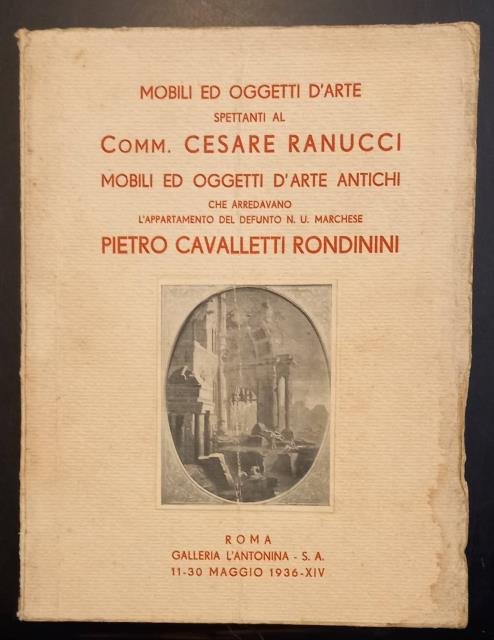 MOBILI ED OGGETTI D'ARTE
SPETTANTI AL
COMM. CESARE RANUCCI
MOBILI ED OGGETTI D'ARTE ANTICHI
CHE ARREDAVANO
L'APPARTAMENTO DEL DEFUNTO N. U. MARCHESE
PIETRO CAVALLETTI RONDININI
ROMA
GALLERIA L'ANTONINA - S. A.
11-30 MAGGIO 1936-XIV